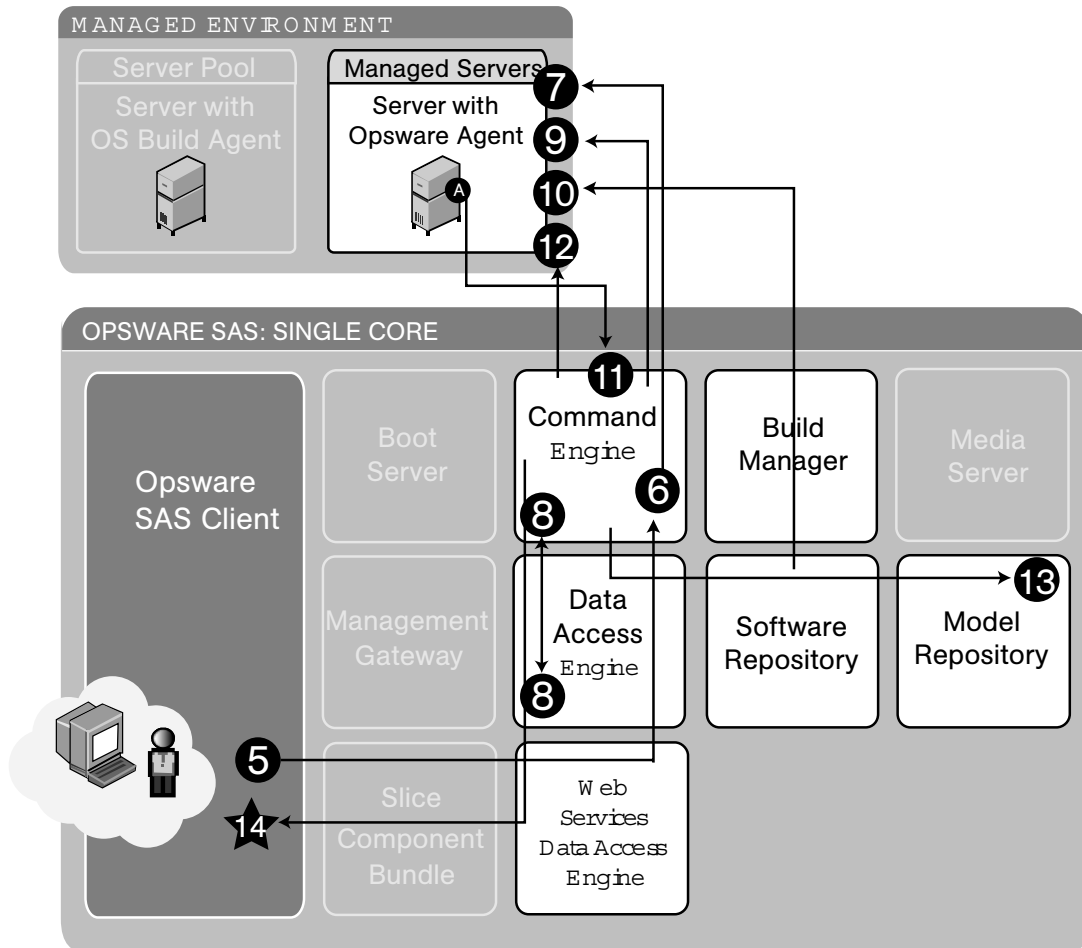 MANAGED ENVIRONMENT
Server Pool
Server with
OS Build Agent
Managed Servers
Server with
Opsware Agent
A
7
9
10
12
OPSWARE SAS: SINGLE CORE
Opsware
SAS Client
5
14
Boot
Server
11
Command
Engine
6
8
Build
Manager
Media
Server
Management
Gateway
Data
Access
Engine
8
Software
Repository
13
Model
Repository
Slice
Component
Bundle
Web
Services
Data Access
Engine